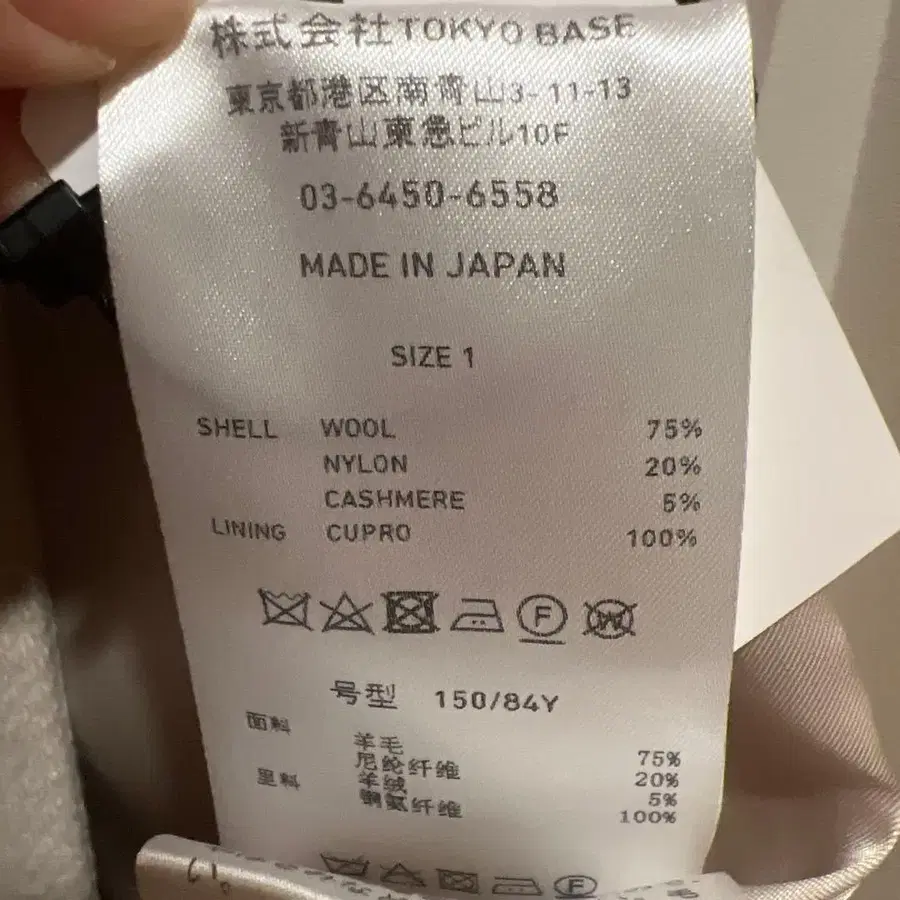 株式会社TOKYO BASE
東京都港区南青山3-11-13
新青山東急ビル10F
03-6450-6558
MADE IN JAPAN
SIZE 1
SHELL WOOL 75%
NYLON 20%
CASHMERE 5%
LINING CUPRO 100%
F
W
号型 150/84Y
面料 羊毛 75%
尼纶纤维 20%
羊绒 5%
里料 铜氨纤维 100%
F